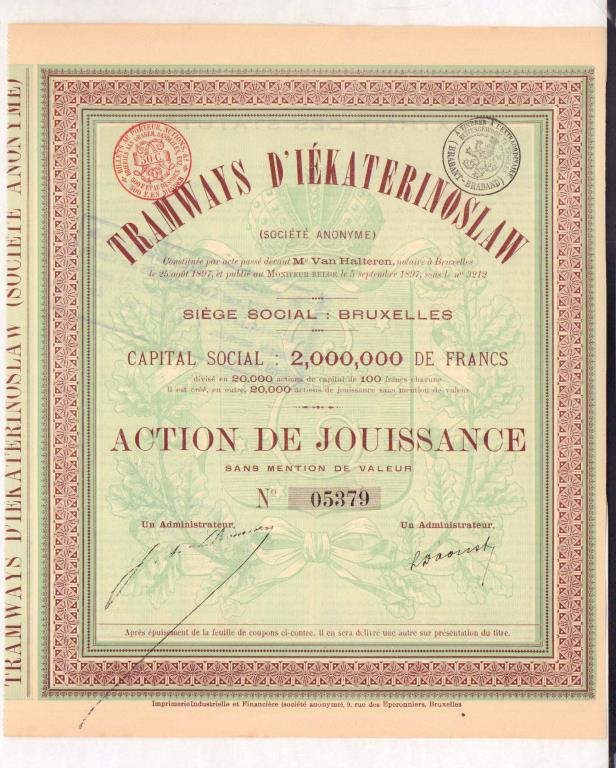 TRAMWAYS D'IÉKATERINOSLAW (SOCIÉTÉ ANONYME)
TRAMWAYS D'IÉKATERINOSLAW
(SOCIÉTÉ ANONYME)
Constituée par acte passé devant Me Van Halteren, notaire à Bruxelles
le 25 août 1897, et publié au MONITEUR BELGE le 5 septembre 1897, sous le no 3212
SIÈGE SOCIAL : BRUXELLES
CAPITAL SOCIAL : 2,000,000 DE FRANCS
divisé en 20.000 actions de capital de 100 francs chacune
Il est créé, en outre, 20,000 actions de jouissance sans mention de valeur
ACTION DE JOUISSANCE
SANS MENTION DE VALEUR
No 05379
Un Administrateur, Un Administrateur,
Après épuisement de la feuille de coupons ci-contre, il en sera délivré une autre sur présentation du titre.
Imprimerie Industrielle et Financière (société anonyme), 9, rue des Eperonniers, Bruxelles